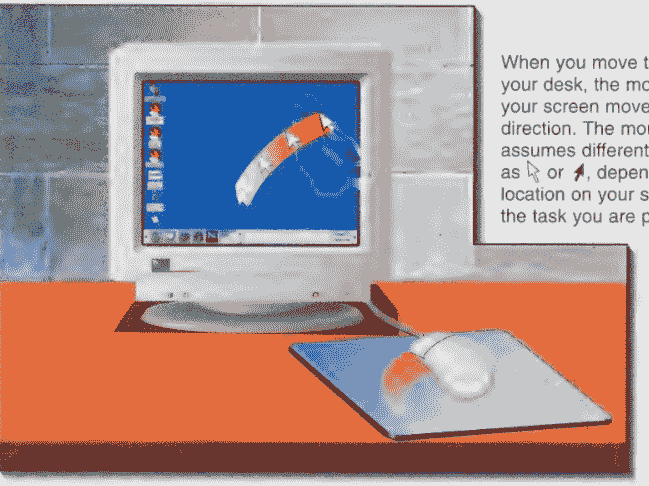 When you move t
your desk, the mo
your screen move
direction. The mou
assumes different
as or , depen
location on your s
the task you are p